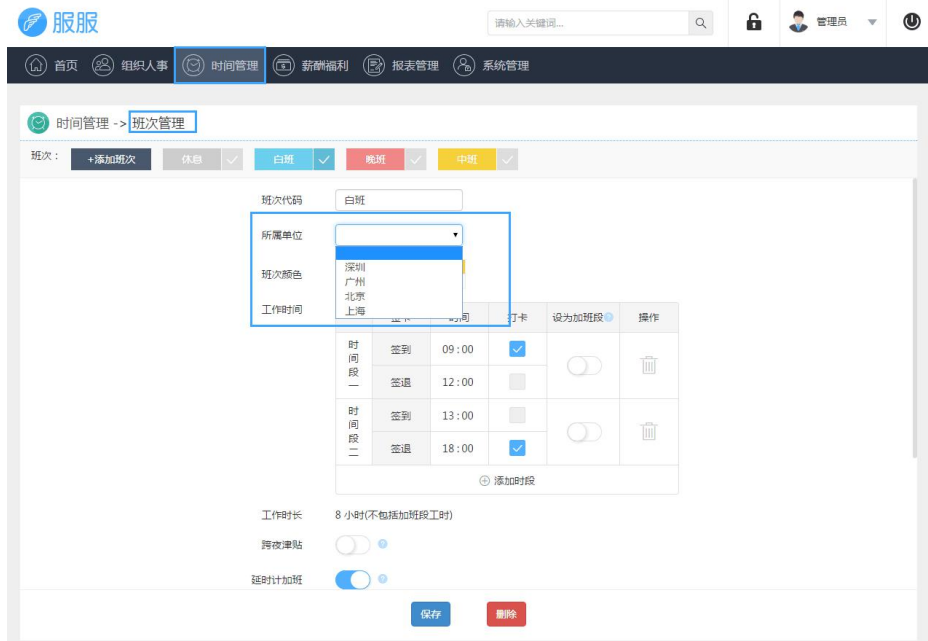 服服
请输入关键词...
管理员
首页 组织人事 时间管理 薪酬福利 报表管理 系统管理
时间管理 -> 班次管理
班次： +添加班次 休息 白班 晚班 中班
班次代码 白班
所属单位
深圳
班次颜色
广州
北京
工作时间 上海
签卡 时间 打卡 设为加班段 操作
时间段一 签到 09:00
签退 12:00
时间段二 签到 13:00
签退 18:00
添加时段
工作时长 8 小时(不包括加班段工时)
跨夜津贴
延时计加班
保存 删除